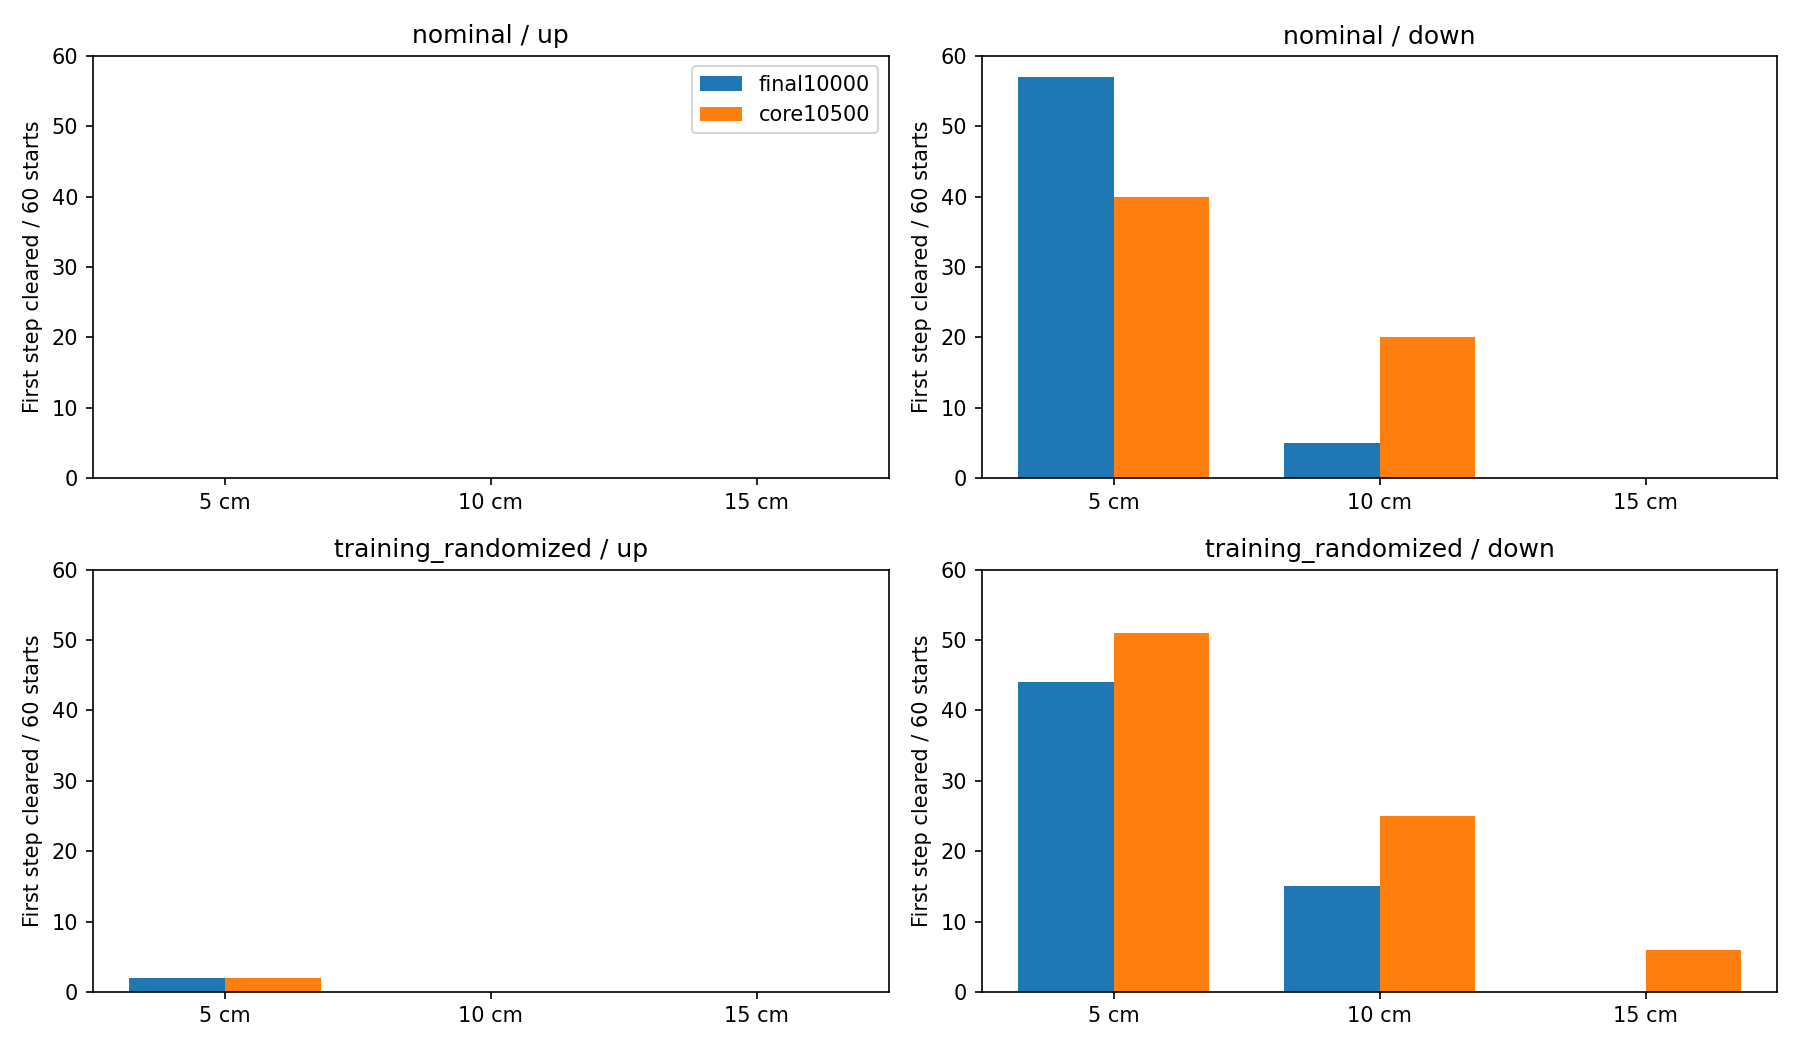 nominal / up
First step cleared / 60 starts
60
50
40
30
20
10
0
5 cm
10 cm
15 cm
final10000
core10500
nominal / down
First step cleared / 60 starts
60
50
40
30
20
10
0
5 cm
10 cm
15 cm
training_randomized / up
First step cleared / 60 starts
60
50
40
30
20
10
0
5 cm
10 cm
15 cm
training_randomized / down
First step cleared / 60 starts
60
50
40
30
20
10
0
5 cm
10 cm
15 cm